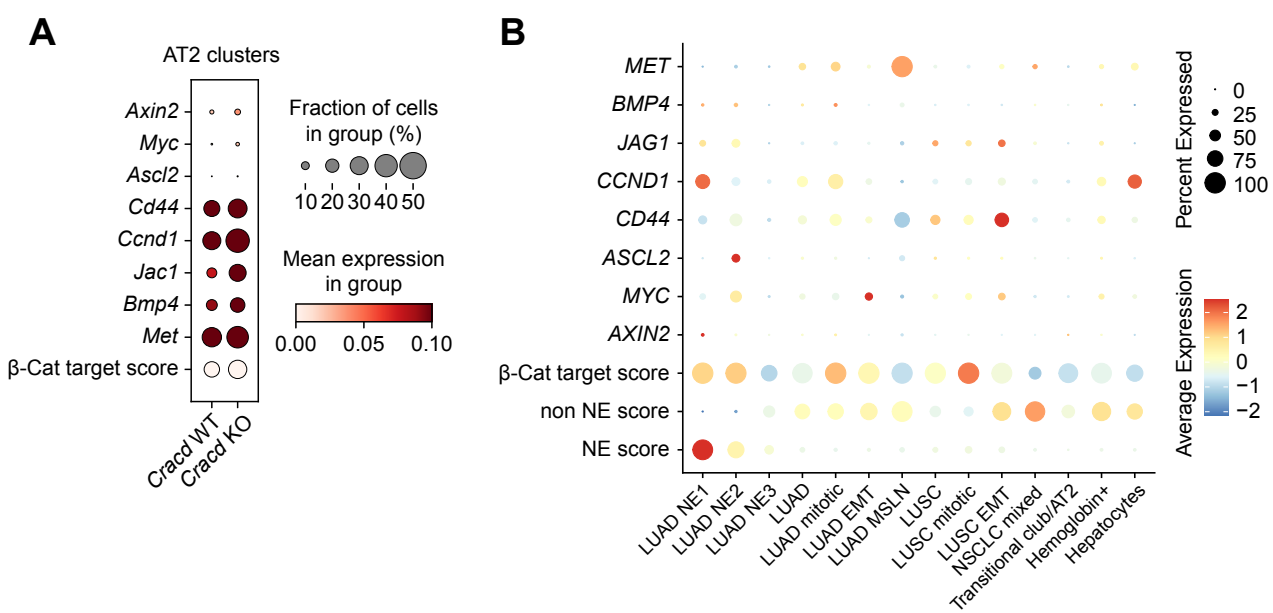 A
AT2 clusters
Axin2
Myc
Ascl2
Cd44
Ccnd1
Jac1
Bmp4
Met
β-Cat target score
Cracd WT
Cracd KO
Fraction of cells
in group (%)
10 20 30 40 50
Mean expression
in group
0.00 0.05 0.10
B
MET
BMP4
JAG1
CCND1
CD44
ASCL2
MYC
AXIN2
β-Cat target score
non NE score
NE score
LUAD NE1
LUAD NE2
LUAD NE3
LUAD
LUAD mitotic
LUAD EMT
LUAD MSLN
LUSC
LUSC mitotic
LUSC EMT
NSCLC mixed
Transitional club/AT2
Hemoglobin+
Hepatocytes
Percent Expressed
0
25
50
75
100
Average Expression
2
1
0
−1
−2